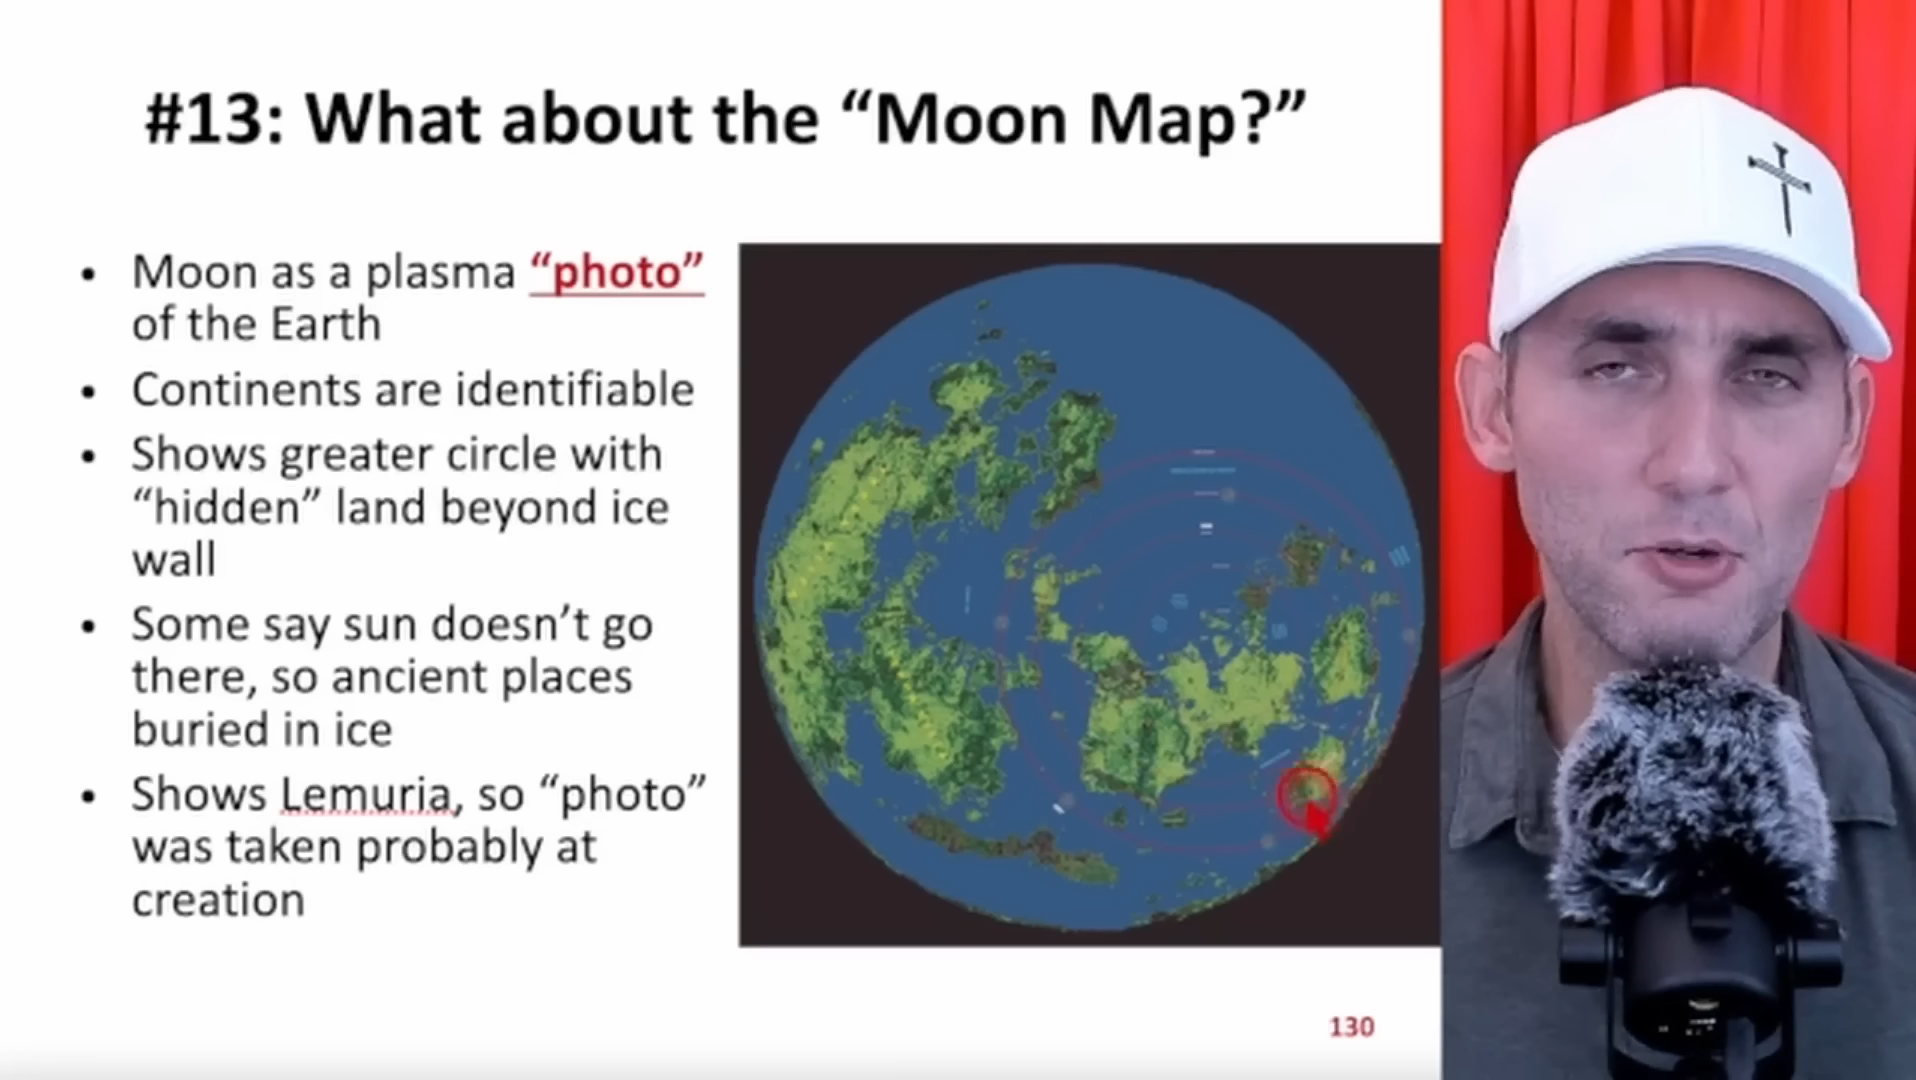 #13: What about the “Moon Map?”
• Moon as a plasma “photo”
of the Earth
• Continents are identifiable
• Shows greater circle with
“hidden” land beyond ice
wall
• Some say sun doesn’t go
there, so ancient places
buried in ice
• Shows Lemuria, so “photo”
was taken probably at
creation
130